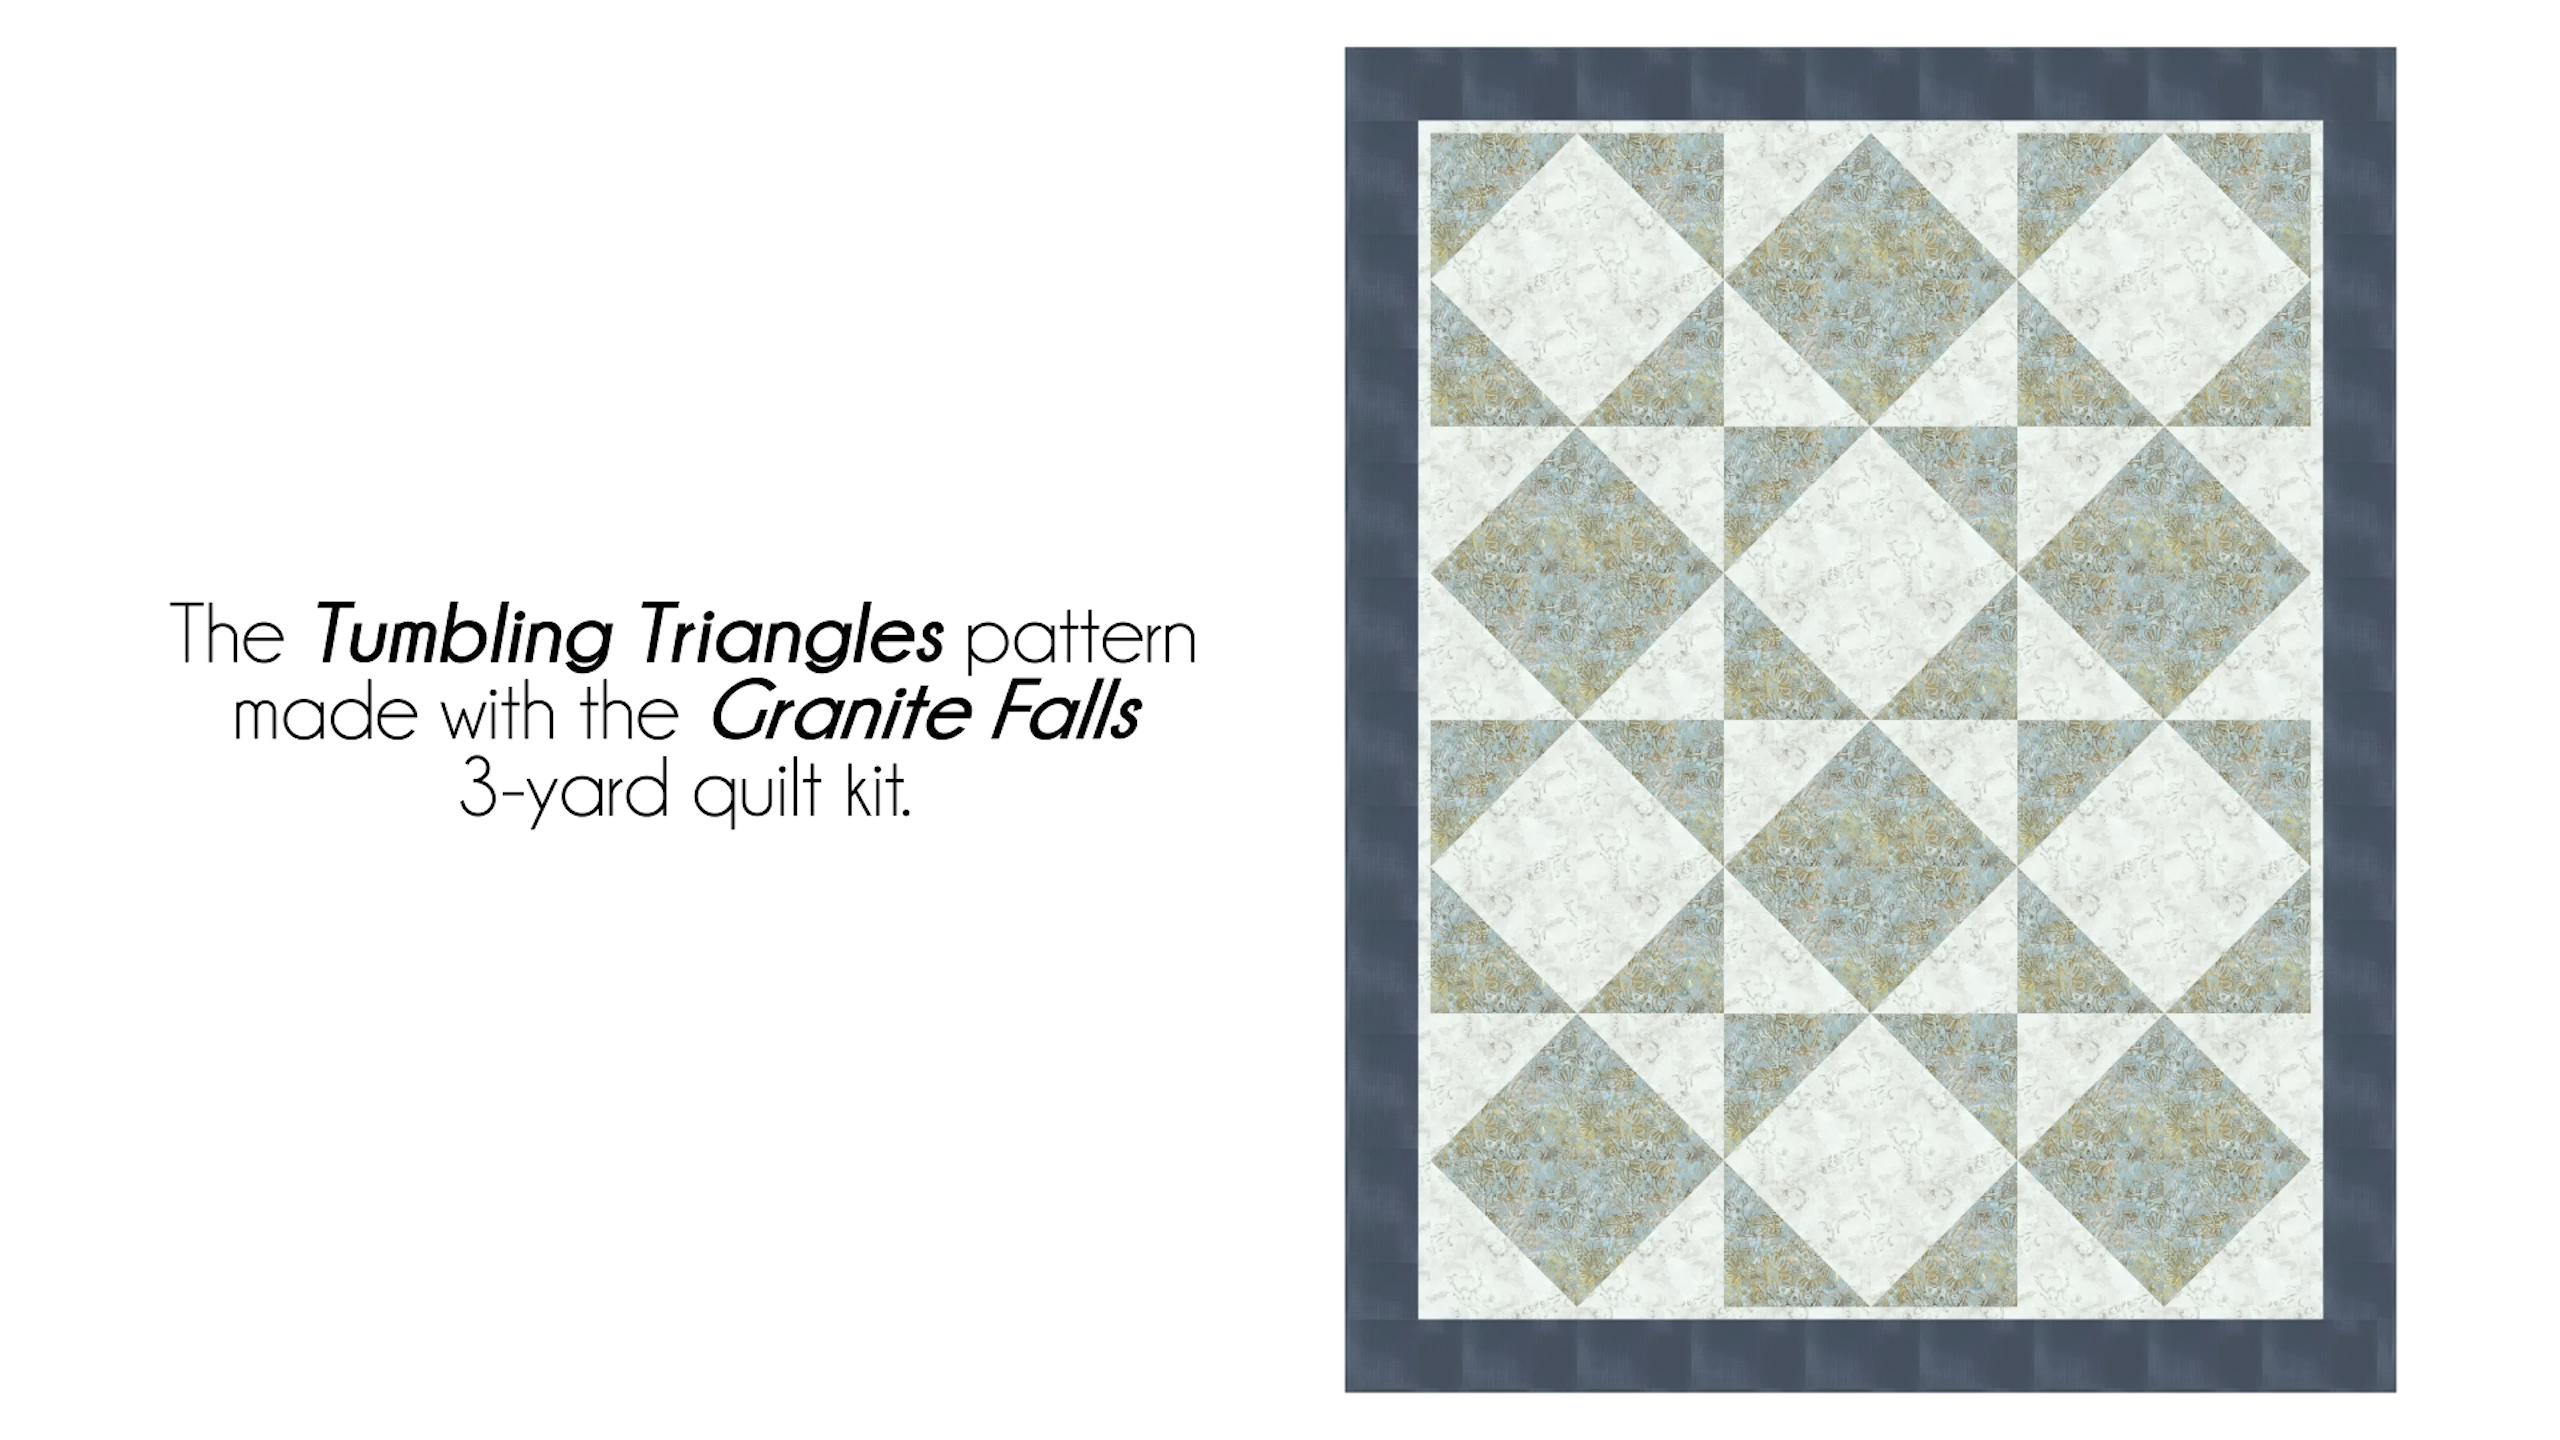 The Tumbling Triangles pattern
made with the Granite Falls
3-yard quilt kit.